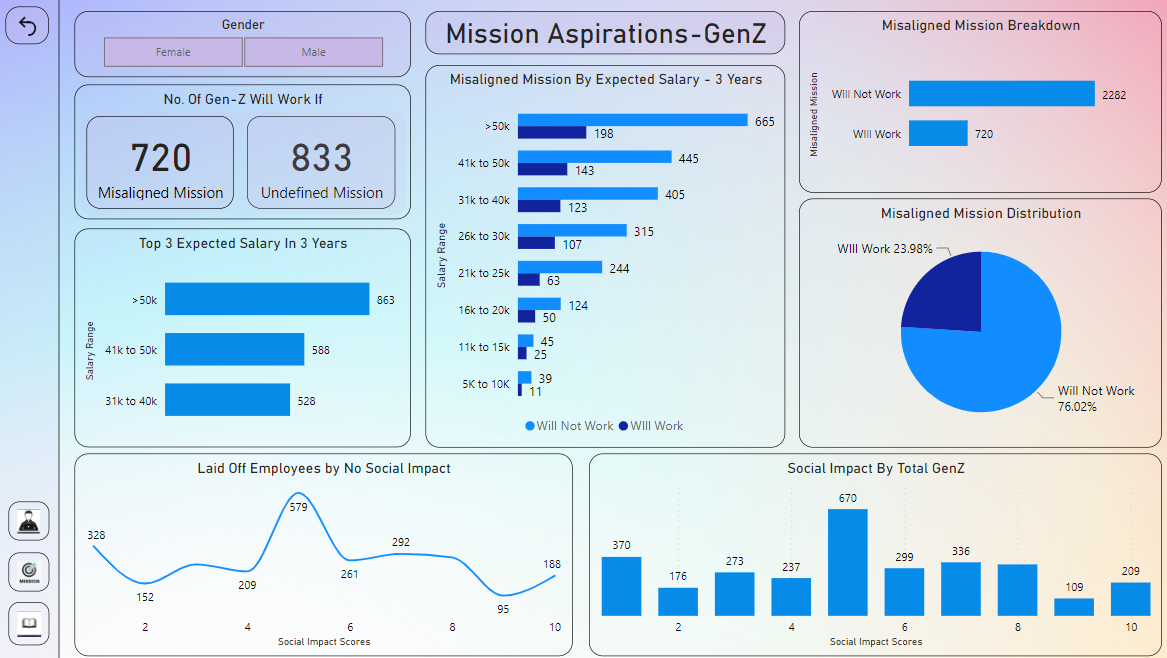 Gender
Female
Male
No. Of Gen-Z Will Work If
720
Misaligned Mission
833
Undefined Mission
Top 3 Expected Salary In 3 Years
Salary Range
>50k
863
41k to 50k
588
31k to 40k
528
Mission Aspirations-GenZ
Misaligned Mission By Expected Salary - 3 Years
Salary Range
>50k
665
198
41k to 50k
445
143
31k to 40k
405
123
26k to 30k
315
107
21k to 25k
244
63
16k to 20k
124
50
11k to 15k
45
25
5K to 10K
39
11
Will Not Work
WIll Work
Misaligned Mission Breakdown
Misaligned Mission
Will Not Work
2282
WIll Work
720
Misaligned Mission Distribution
WIll Work 23.98%
Will Not Work
76.02%
Laid Off Employees by No Social Impact
328
152
209
579
261
292
95
188
2
4
6
8
10
Social Impact Scores
Social Impact By Total GenZ
370
176
273
237
670
299
336
109
209
2
4
6
8
10
Social Impact Scores
MISSION